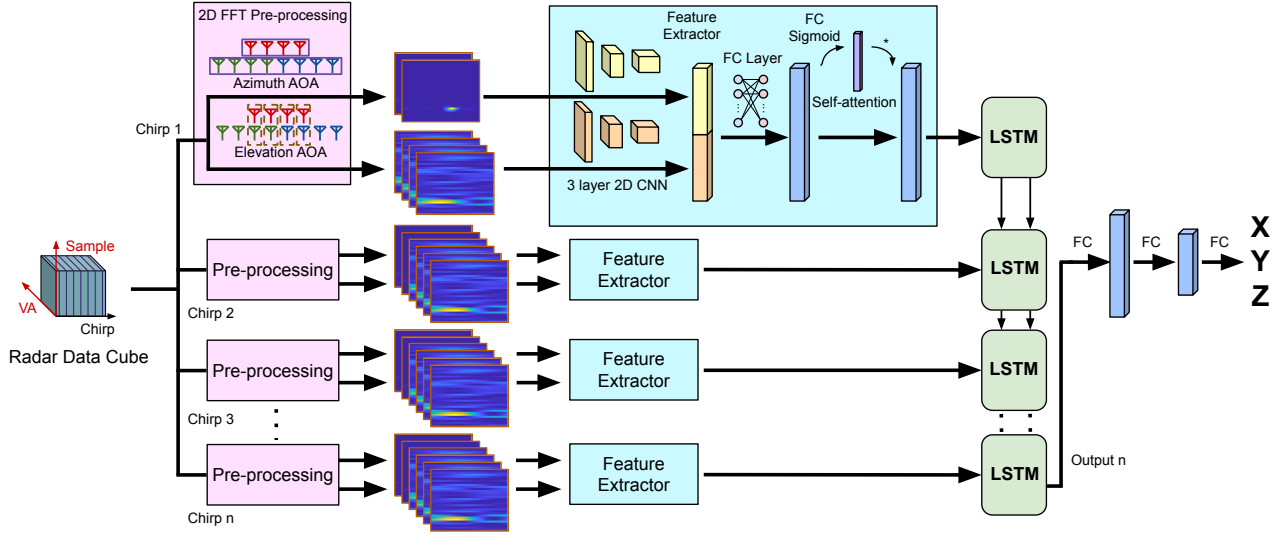 2D FFT Pre-processing
Azimuth AOA
Elevation AOA
Chirp 1
Feature
Extractor
FC Layer
FC
Sigmoid
*
Self-attention
3 layer 2D CNN
LSTM
Sample
VA
Chirp
Radar Data Cube
Pre-processing
Chirp 2
Feature
Extractor
LSTM
Pre-processing
Chirp 3
Feature
Extractor
LSTM
Pre-processing
Chirp n
Feature
Extractor
LSTM
Output n
FC
FC
FC
X
Y
Z